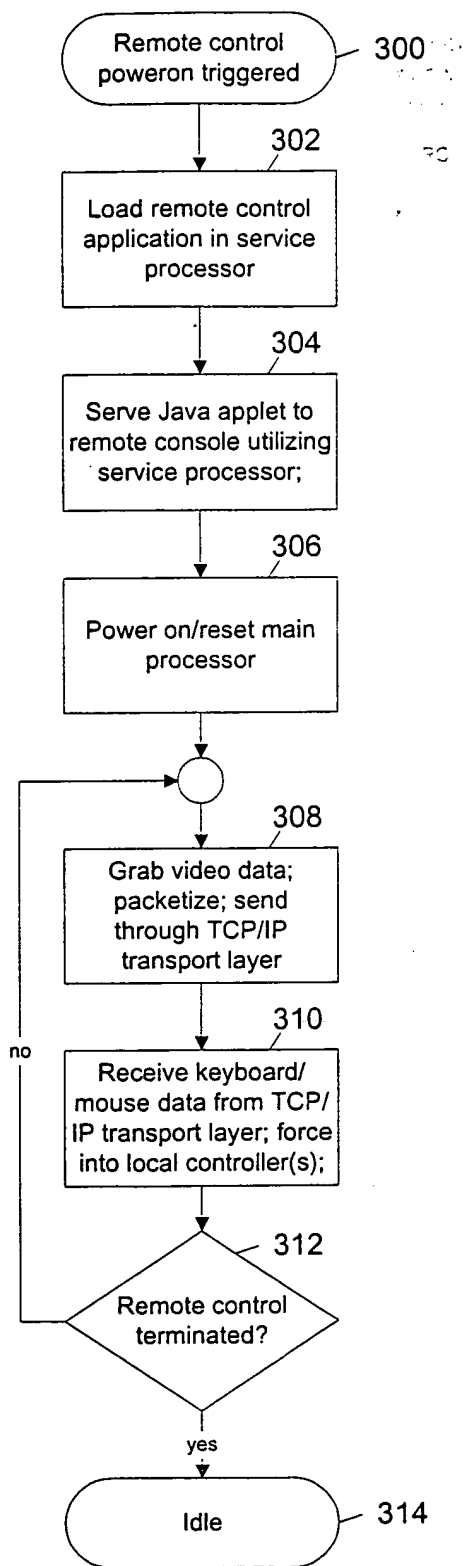 Remote control
poweron triggered
300
302
Load remote control
application in service
processor
304
Serve Java applet to
remote console utilizing
service processor;
306
Power on/reset main
processor
308
Grab video data;
packetize; send
through TCP/IP
transport layer
no
310
Receive keyboard/
mouse data from TCP/
IP transport layer; force
into local controller(s);
312
Remote control
terminated?
yes
Idle
314